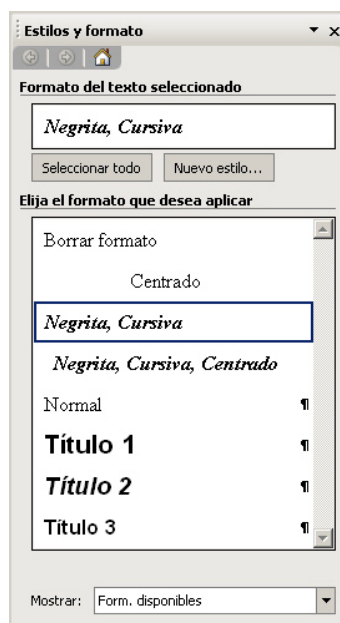 Estilos y formato
Formato del texto seleccionado
Negrita, Cursiva
Seleccionar todo Nuevo estilo...
Elija el formato que desea aplicar
Borrar formato
Centrado
Negrita, Cursiva
Negrita, Cursiva, Centrado
Normal ¶
Título 1 ¶
Título 2 ¶
Título 3 ¶
Mostrar: Form. disponibles